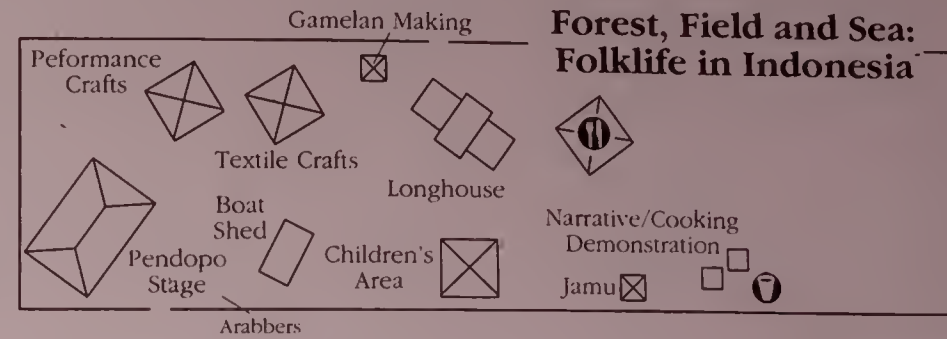 Gamelan Making
Forest, Field and Sea:
Folklife in Indonesia
Peformance
Crafts
Textile Crafts
Longhouse
Boat
Shed
Pendopo
Stage
Children's
Area
Narrative/Cooking
Demonstration
Jamu
Arabbers